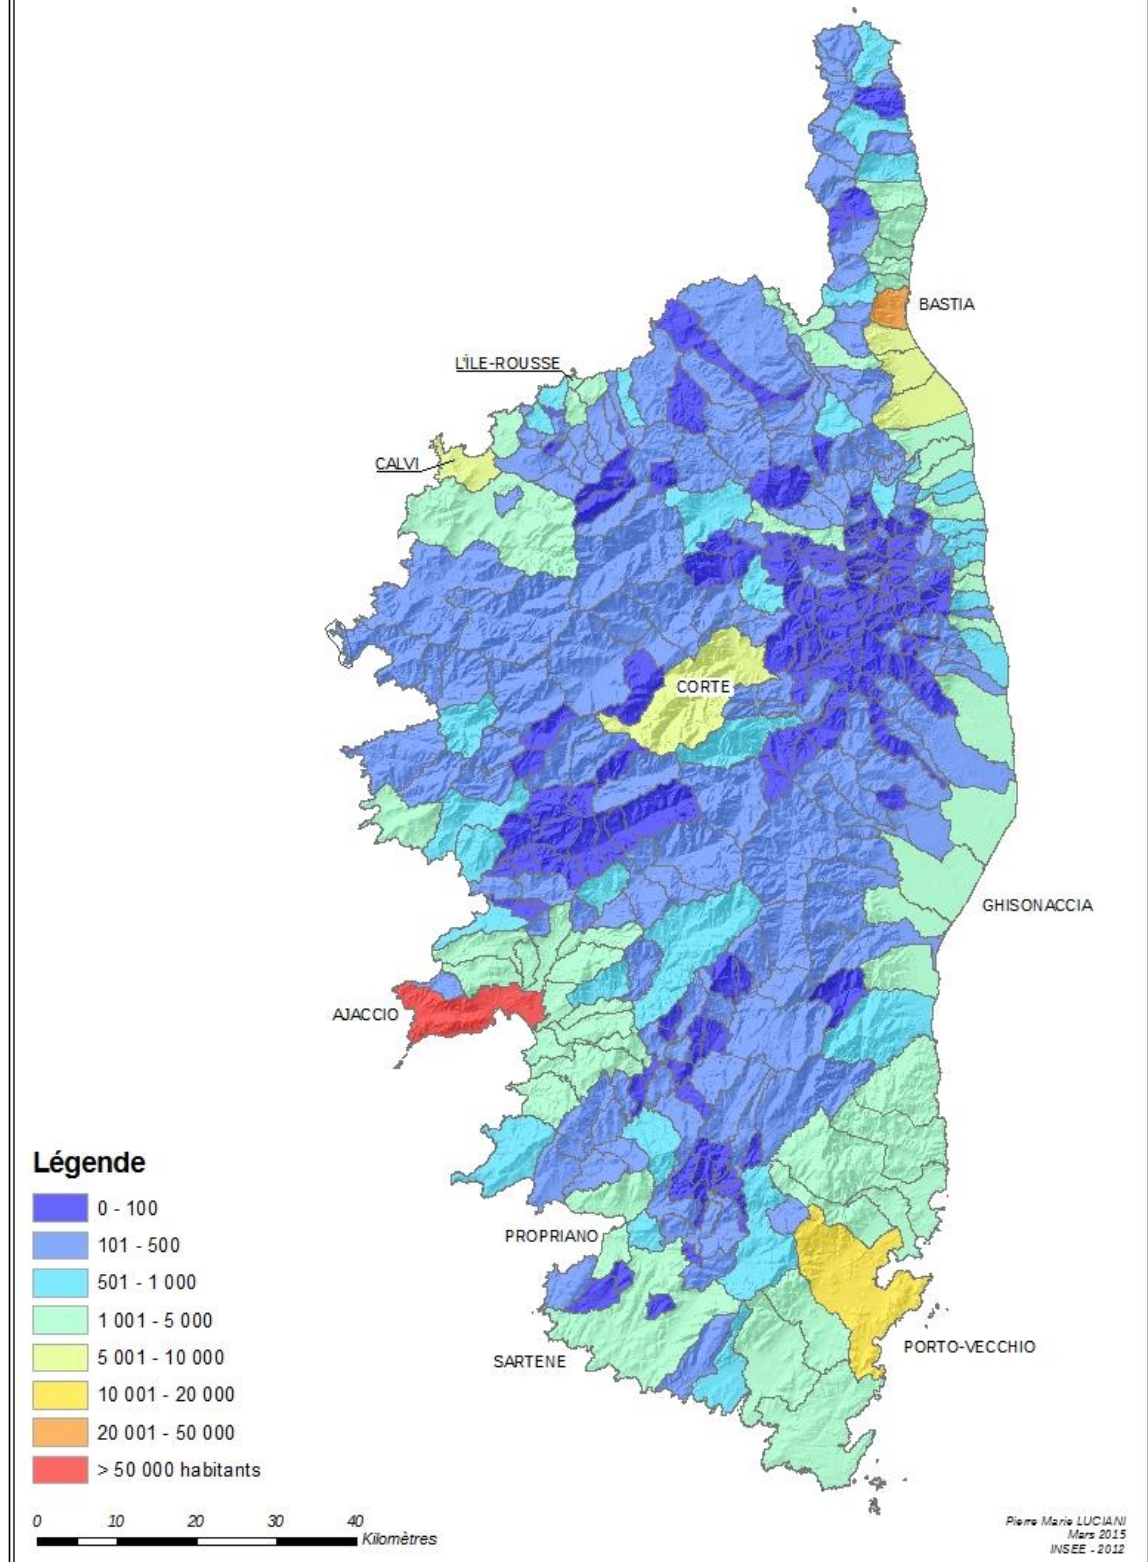 BASTIA
L'ÎLE-ROUSSE
CALVI
CORTE
GHISONACCIA
AJACCIO
PROPRIANO
SARTENE
PORTO-VECCHIO
Légende
0 - 100
101 - 500
501 - 1 000
1 001 - 5 000
5 001 - 10 000
10 001 - 20 000
20 001 - 50 000
> 50 000 habitants
0 10 20 30 40
Kilomètres
Pierre Marie LUCIANI
Mars 2015
INSEE - 2012